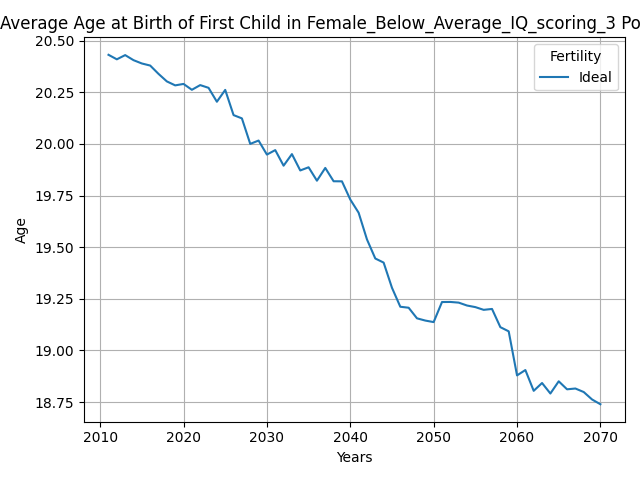 Average Age at Birth of First Child in Female_Below_Average_IQ_scoring_3 Po
20.50
20.25
20.00
19.75
19.50
19.25
19.00
18.75
Age
Fertility
Ideal
2010 2020 2030 2040 2050 2060 2070
Years